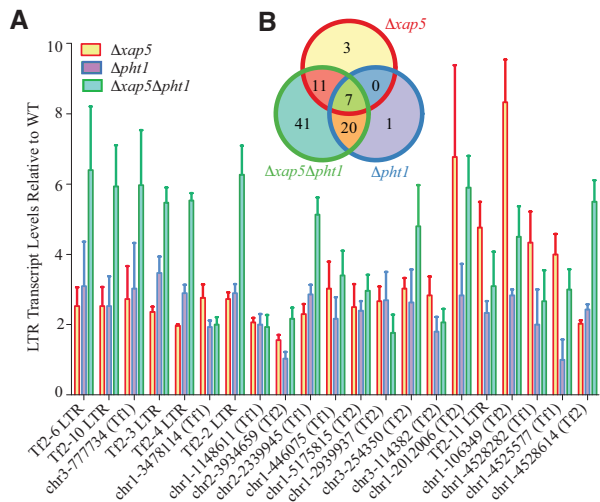 A
B
Δxap5
Δpht1
Δxap5Δpht1
Δxap5
3
11
0
7
41
20
1
Δxap5Δpht1
Δpht1
LTR Transcript Levels Relative to WT
10
8
6
4
2
0
Tf2-6 LTR
Tf2-10 LTR
chr3-777734 (Tf1)
Tf2-3 LTR
Tf2-4 LTR
chr1-3478114 (Tf1)
Tf2-2 LTR
chr1-1148611 (Tf1)
chr2-3934659 (Tf2)
chr2-2339945 (Tf1)
chr1-446075 (Tf1)
chr1-5175815 (Tf2)
chr1-2939937 (Tf2)
chr3-254350 (Tf2)
chr3-114382 (Tf2)
chr1-2012006 (Tf2)
Tf2-11 LTR
chr1-106349 (Tf2)
chr1-4528282 (Tf1)
chr1-4525577 (Tf1)
chr1-4528614 (Tf2)